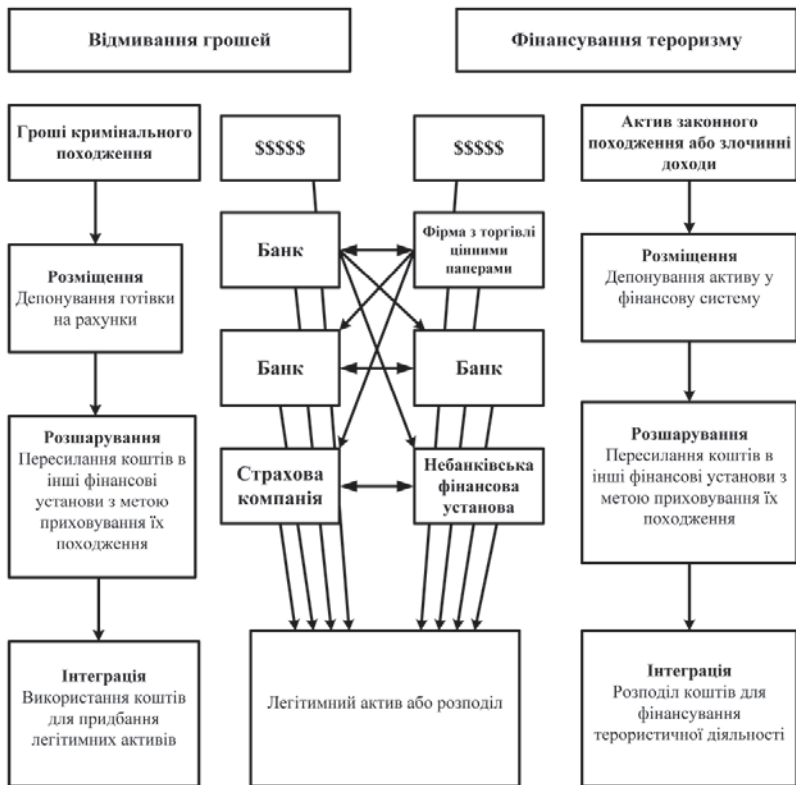 Відмивання грошей
Фінансування тероризму
Гроші кримінального
походження
$$$$$
$$$$$
Актив законного
походження або злочинні
доходи
Розміщення
Депонування готівки
на рахунки
Банк
Фірма з торгівлі
цінними
паперами
Розміщення
Депонування активу у
фінансову систему
Банк
Банк
Розшарування
Пересилання коштів в
інші фінансові
установи з метою
приховування їх
походження
Страхова
компанія
Небанківська
фінансова
установа
Розшарування
Пересилання коштів в
інші фінансові установи з
метою приховування їх
походження
Інтеграція
Використання коштів
для придбання
легітимних активів
Легітимний актив або розподіл
Інтеграція
Розподіл коштів для
фінансування
терористичної діяльності